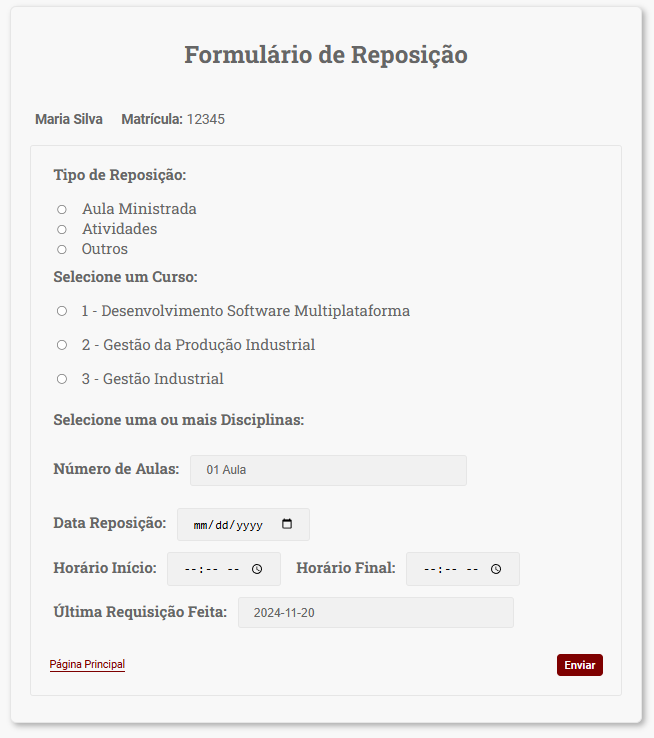 Formulário de Reposição
Maria Silva Matrícula: 12345
Tipo de Reposição:
Aula Ministrada
Atividades
Outros
Selecione um Curso:
1 - Desenvolvimento Software Multiplataforma
2 - Gestão da Produção Industrial
3 - Gestão Industrial
Selecione uma ou mais Disciplinas:
Número de Aulas: 01 Aula
Data Reposição: mm/dd/yyyy
Horário Início: --:-- -- Horário Final: --:-- --
Última Requisição Feita: 2024-11-20
Página Principal Enviar